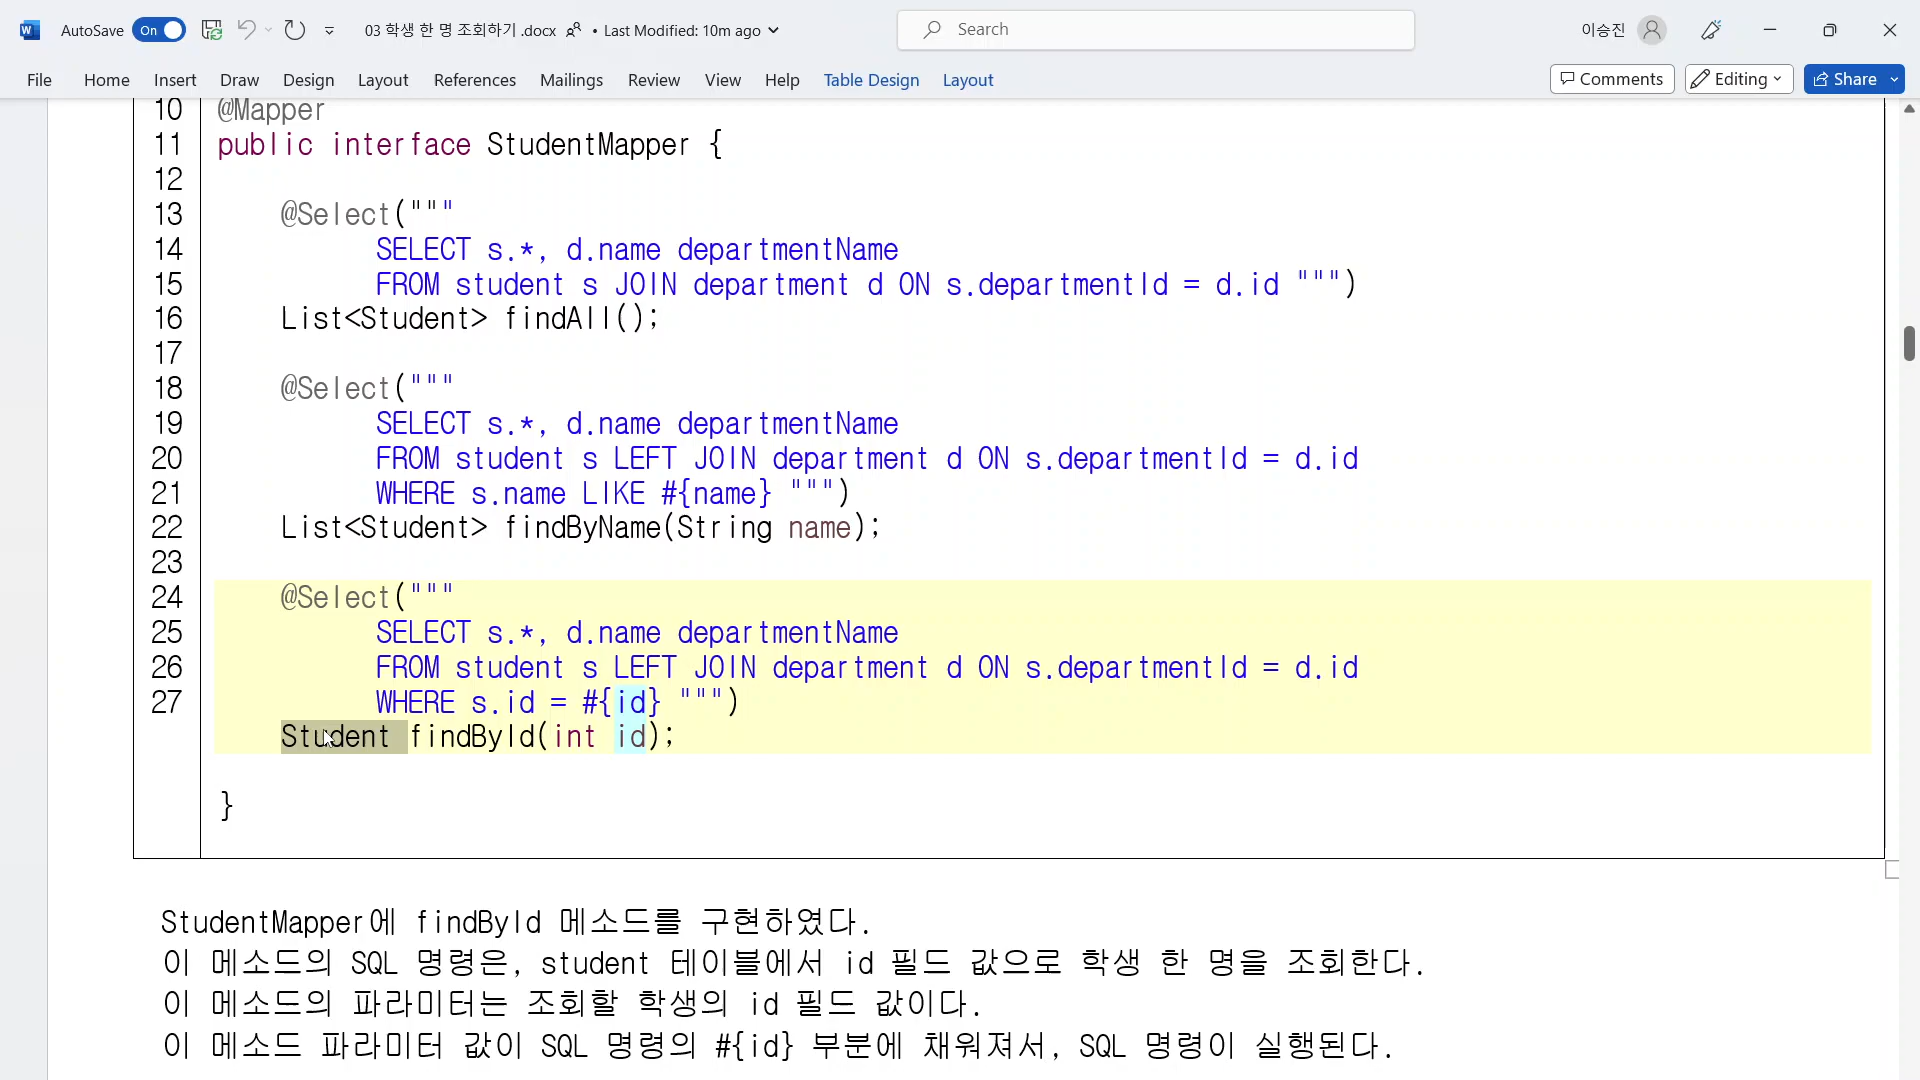 AutoSave On 03 학생 한 명 조회하기 .docx • Last Modified: 10m ago Search 이승진
File Home Insert Draw Design Layout References Mailings Review View Help Table Design Layout Comments Editing Share
10 @Mapper
11 public interface StudentMapper {
12
13 @Select("""
14 SELECT s.*, d.name departmentName
15 FROM student s JOIN department d ON s.departmentId = d.id """)
16 List<Student> findAll();
17
18 @Select("""
19 SELECT s.*, d.name departmentName
20 FROM student s LEFT JOIN department d ON s.departmentId = d.id
21 WHERE s.name LIKE #{name} """)
22 List<Student> findByName(String name);
23
24 @Select("""
25 SELECT s.*, d.name departmentName
26 FROM student s LEFT JOIN department d ON s.departmentId = d.id
27 WHERE s.id = #{id} """)
Student findById(int id);
}
StudentMapper에 findById 메소드를 구현하였다.
이 메소드의 SQL 명령은, student 테이블에서 id 필드 값으로 학생 한 명을 조회한다.
이 메소드의 파라미터는 조회할 학생의 id 필드 값이다.
이 메소드 파라미터 값이 SQL 명령의 #{id} 부분에 채워져서, SQL 명령이 실행된다.